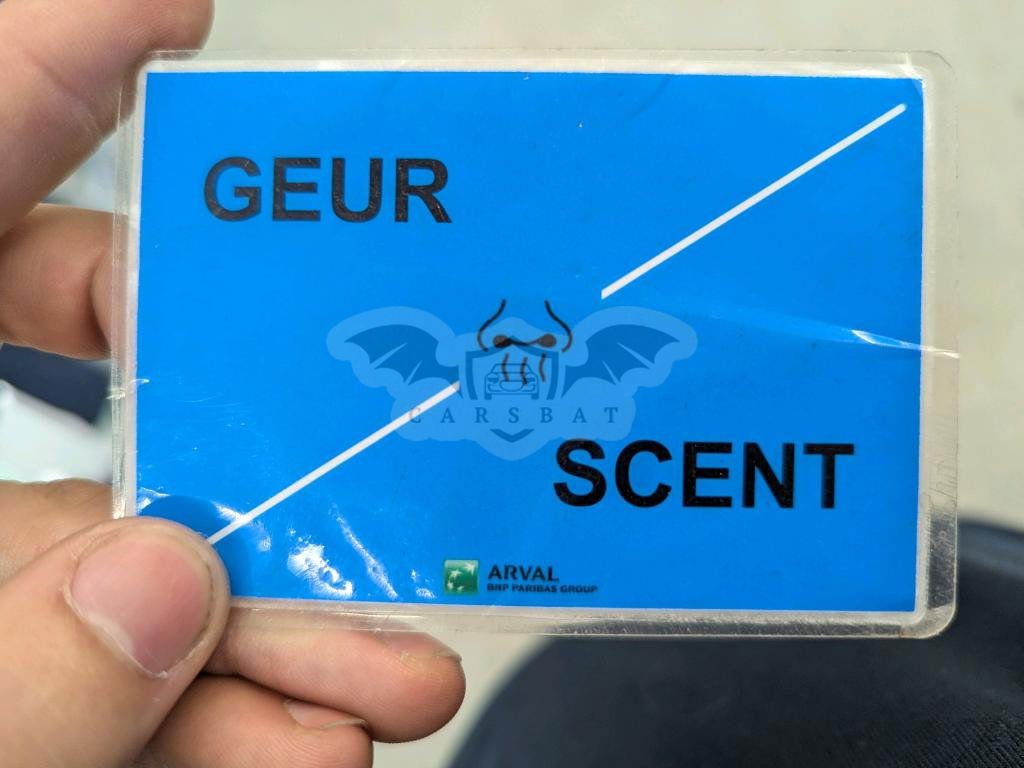 GEUR
CARSBAT
SCENT
ARVAL
BNP PARIBAS GROUP